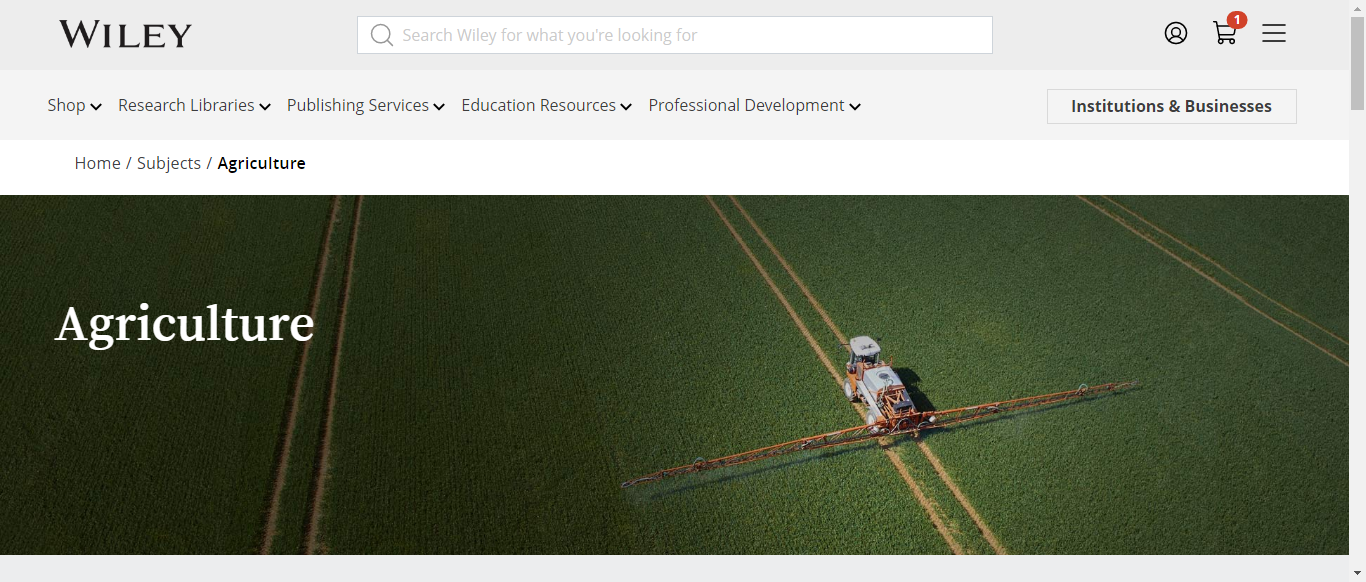 WILEY
Search Wiley for what you're looking for
1
Shop Research Libraries Publishing Services Education Resources Professional Development Institutions & Businesses
Home / Subjects / Agriculture
Agriculture